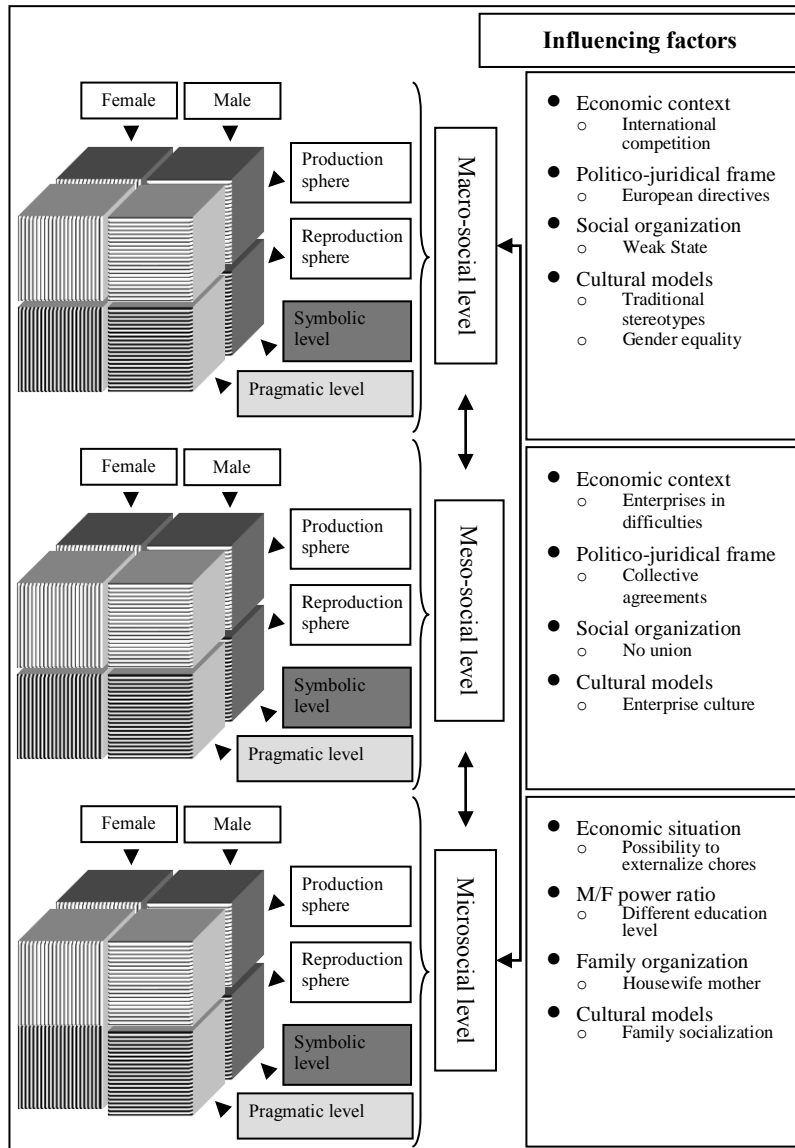 Influencing factors
Female
Male
Production
sphere
Reproduction
sphere
Symbolic
level
Pragmatic level
Macro-social level
● Economic context
o International
competition
● Politico-juridical frame
o European directives
● Social organization
o Weak State
● Cultural models
o Traditional
stereotypes
o Gender equality
Female
Male
Production
sphere
Reproduction
sphere
Symbolic
level
Pragmatic level
Meso-social level
● Economic context
o Enterprises in
difficulties
● Politico-juridical frame
o Collective
agreements
● Social organization
o No union
● Cultural models
o Enterprise culture
Female
Male
Production
sphere
Reproduction
sphere
Symbolic
level
Pragmatic level
Microsocial level
● Economic situation
o Possibility to
externalize chores
● M/F power ratio
o Different education
level
● Family organization
o Housewife mother
● Cultural models
o Family socialization